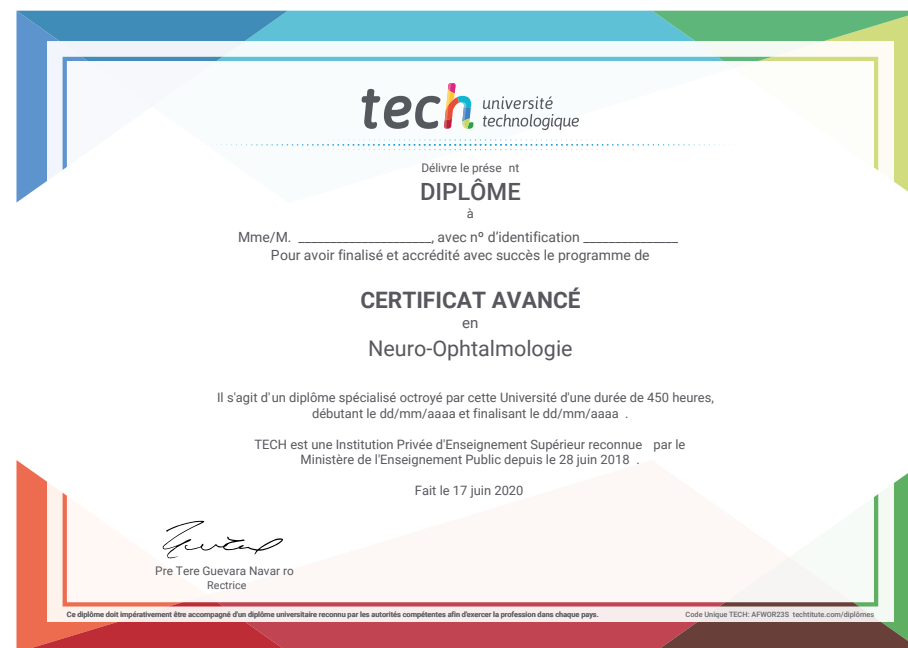 tech université
technologique
Délivre le prése nt
DIPLÔME
à
Mme/M. ____________________, avec nº d'identification ______________
Pour avoir finalisé et accrédité avec succès le programme de
CERTIFICAT AVANCÉ
en
Neuro-Ophtalmologie
Il s'agit d'un diplôme spécialisé octroyé par cette Université d'une durée de 450 heures,
débutant le dd/mm/aaaa et finalisant le dd/mm/aaaa .
TECH est une Institution Privée d'Enseignement Supérieur reconnue par le
Ministère de l'Enseignement Public depuis le 28 juin 2018 .
Fait le 17 juin 2020
Pre Tere Guevara Navar ro
Rectrice
Ce diplôme doit impérativement être accompagné d'un diplôme universitaire reconnu par les autorités compétentes afin d'exercer la profession dans chaque pays.
Code Unique TECH: AFWOR23S techtitute.com/diplômes